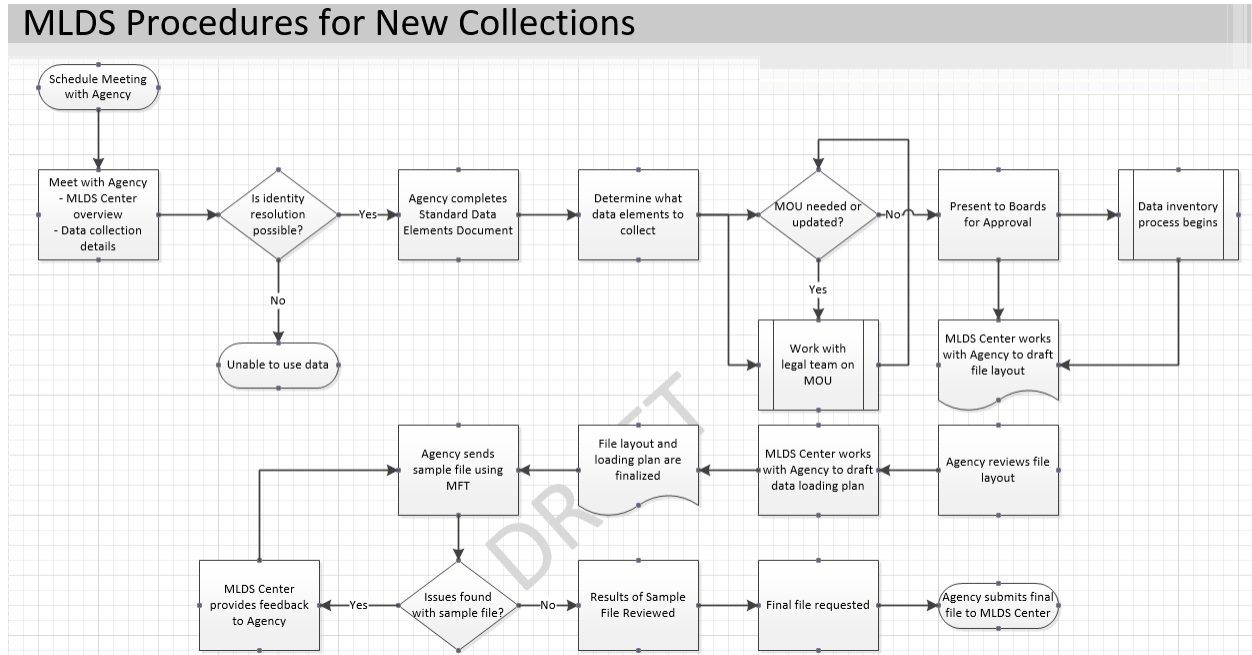 MLDS Procedures for New Collections
Schedule Meeting
with Agency
Meet with Agency
- MLDS Center
overview
- Data collection
details
Is identity
resolution
possible?
Yes
Agency completes
Standard Data
Elements Document
Determine what
data elements to
collect
MOU needed or
updated?
No
Present to Boards
for Approval
Data inventory
process begins
No
Yes
Unable to use data
Work with
legal team on
MOU
MLDS Center works
with Agency to draft
file layout
Agency sends
sample file using
MFT
File layout and
loading plan are
finalized
MLDS Center works
with Agency to draft
data loading plan
Agency reviews file
layout
DRAFT
MLDS Center
provides feedback
to Agency
Yes
Issues found
with sample file?
No
Results of Sample
File Reviewed
Final file requested
Agency submits final
file to MLDS Center